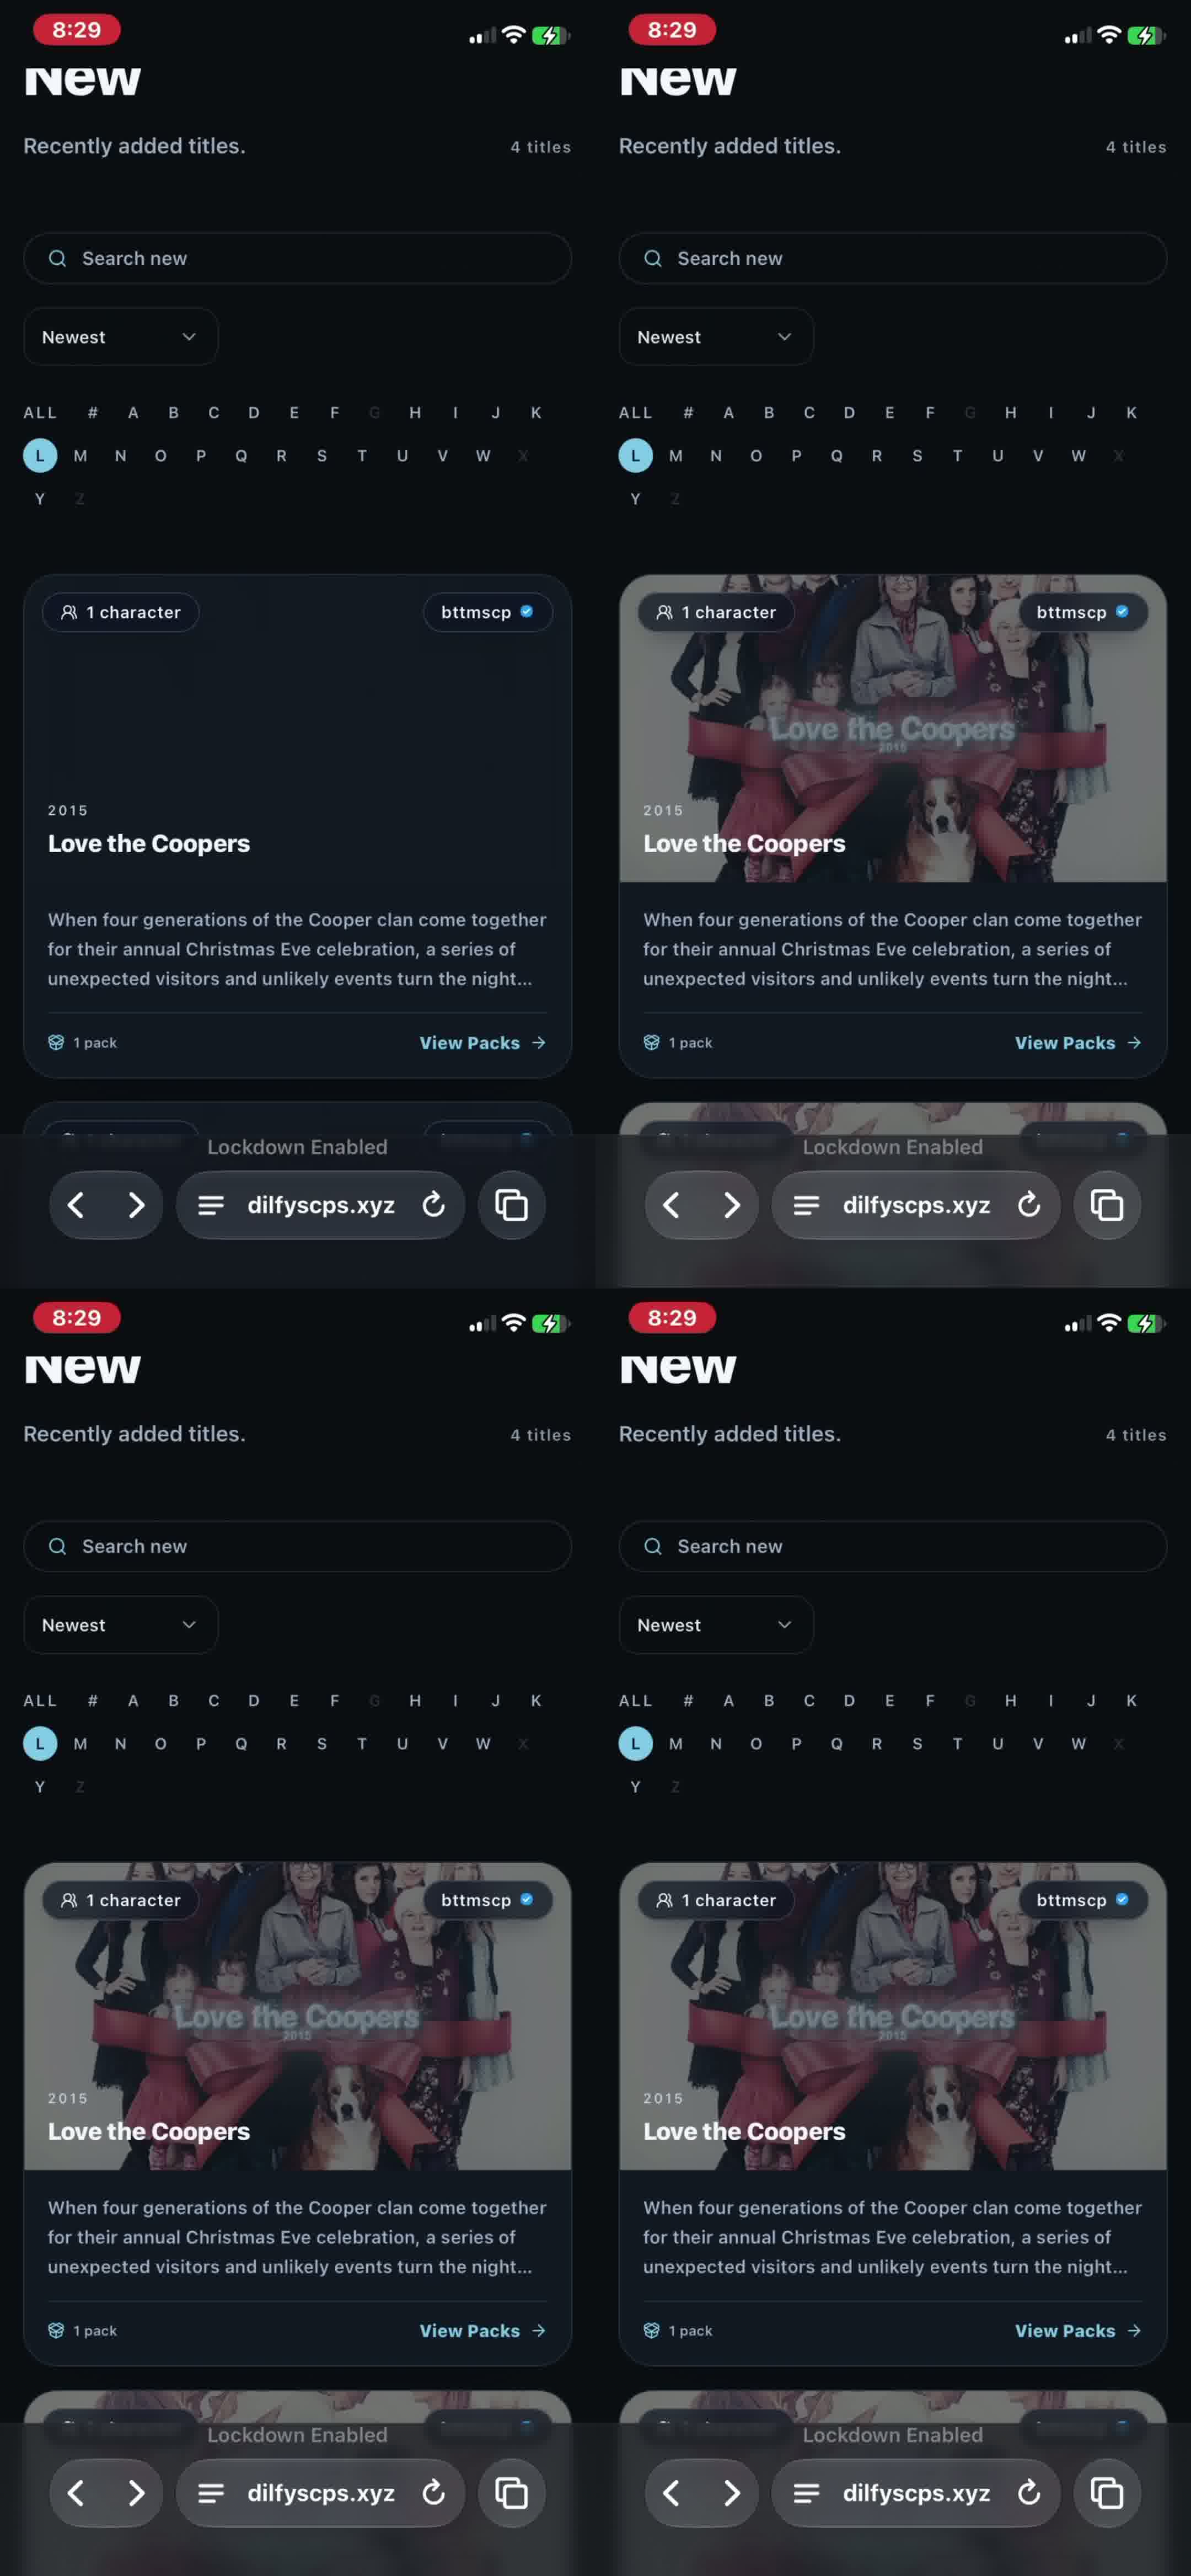 8:29
New
Recently added titles.
4 titles
Search new
Newest
ALL # A B C D E F G H I J K
L M N O P Q R S T U V W X
Y Z
1 character
bttmscp
2015
Love the Coopers
When four generations of the Cooper clan come together
for their annual Christmas Eve celebration, a series of
unexpected visitors and unlikely events turn the night...
1 pack
View Packs
Lockdown Enabled
dilfyscps.xyz
8:29
New
Recently added titles.
4 titles
Search new
Newest
ALL # A B C D E F G H I J K
L M N O P Q R S T U V W X
Y Z
1 character
bttmscp
Love the Coopers
2015
2015
Love the Coopers
When four generations of the Cooper clan come together
for their annual Christmas Eve celebration, a series of
unexpected visitors and unlikely events turn the night...
1 pack
View Packs
Lockdown Enabled
dilfyscps.xyz
8:29
New
Recently added titles.
4 titles
Search new
Newest
ALL # A B C D E F G H I J K
L M N O P Q R S T U V W X
Y Z
1 character
bttmscp
Love the Coopers
2015
2015
Love the Coopers
When four generations of the Cooper clan come together
for their annual Christmas Eve celebration, a series of
unexpected visitors and unlikely events turn the night...
1 pack
View Packs
Lockdown Enabled
dilfyscps.xyz
8:29
New
Recently added titles.
4 titles
Search new
Newest
ALL # A B C D E F G H I J K
L M N O P Q R S T U V W X
Y Z
1 character
bttmscp
Love the Coopers
2015
2015
Love the Coopers
When four generations of the Cooper clan come together
for their annual Christmas Eve celebration, a series of
unexpected visitors and unlikely events turn the night...
1 pack
View Packs
Lockdown Enabled
dilfyscps.xyz